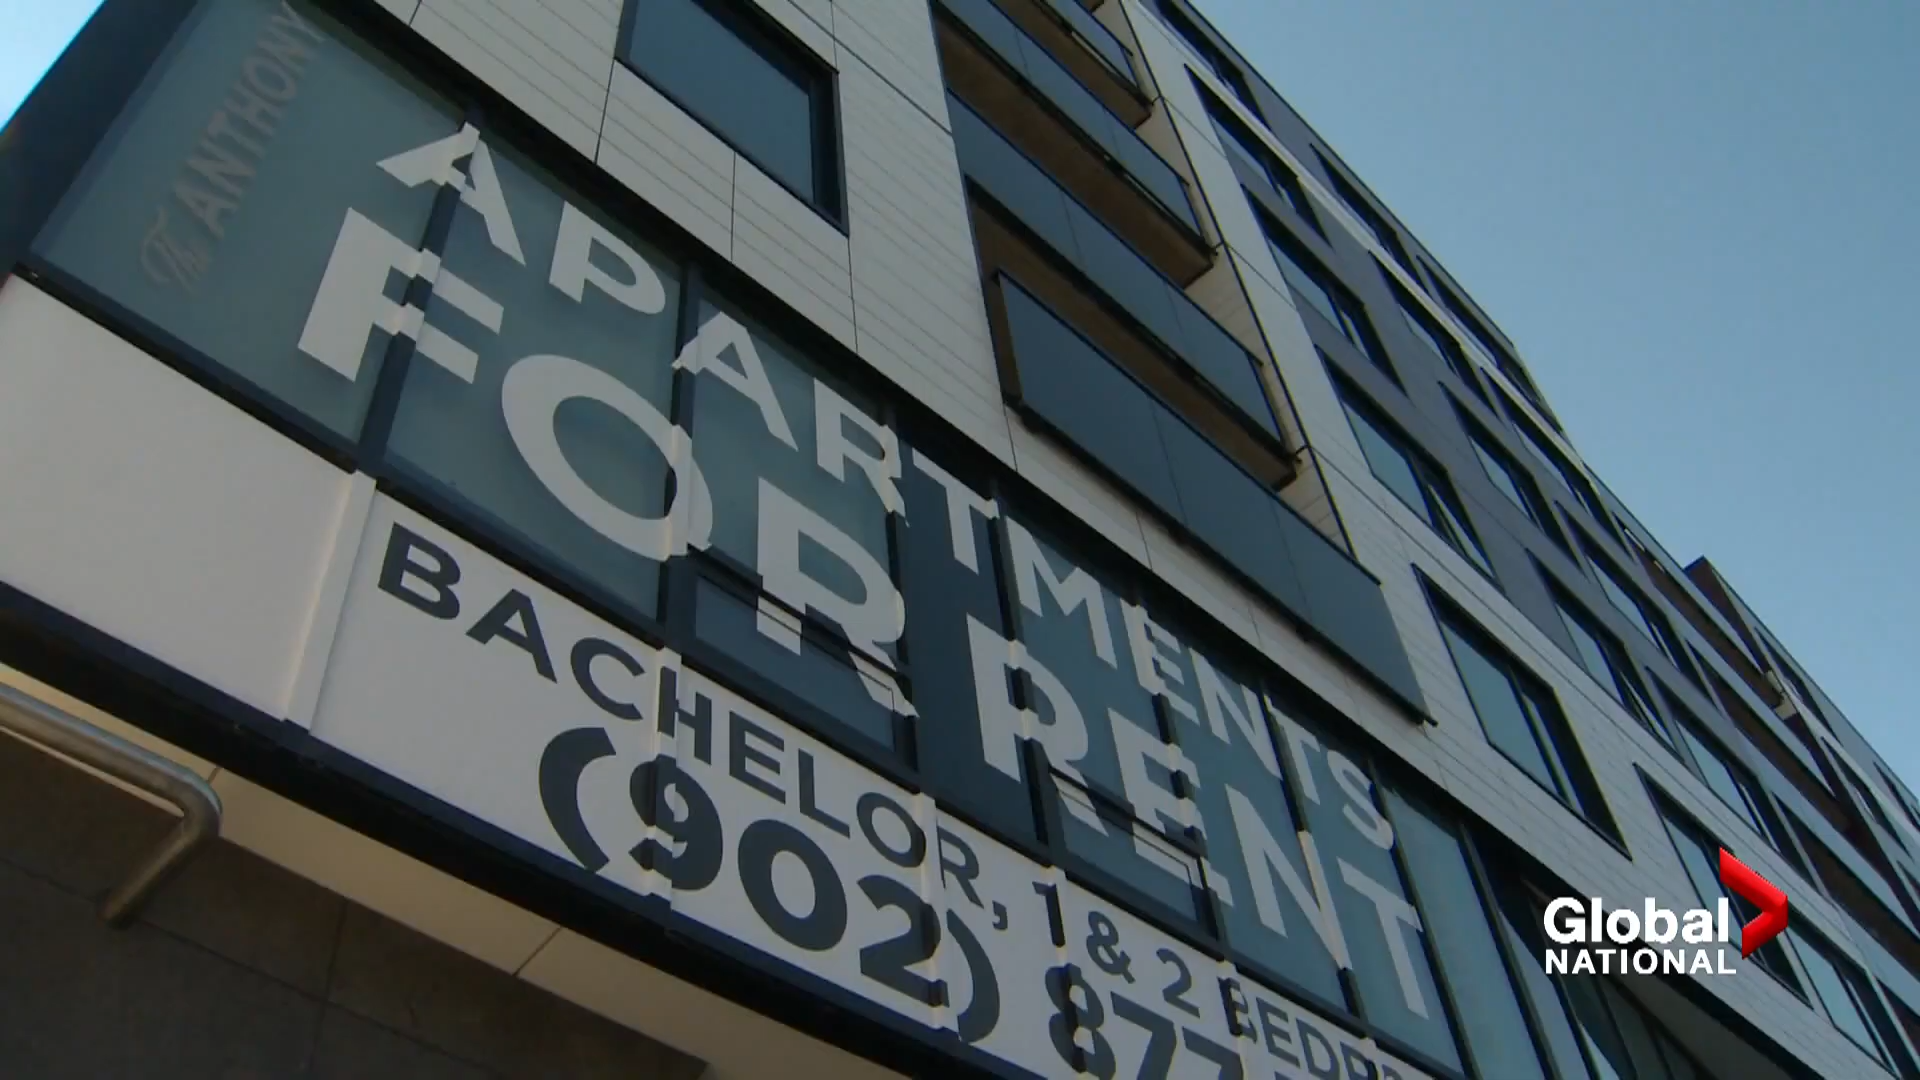 The ANTHONY
APARTMENTS
FOR RENT
BACHELOR, 1 & 2
(902) 877
Global
NATIONAL